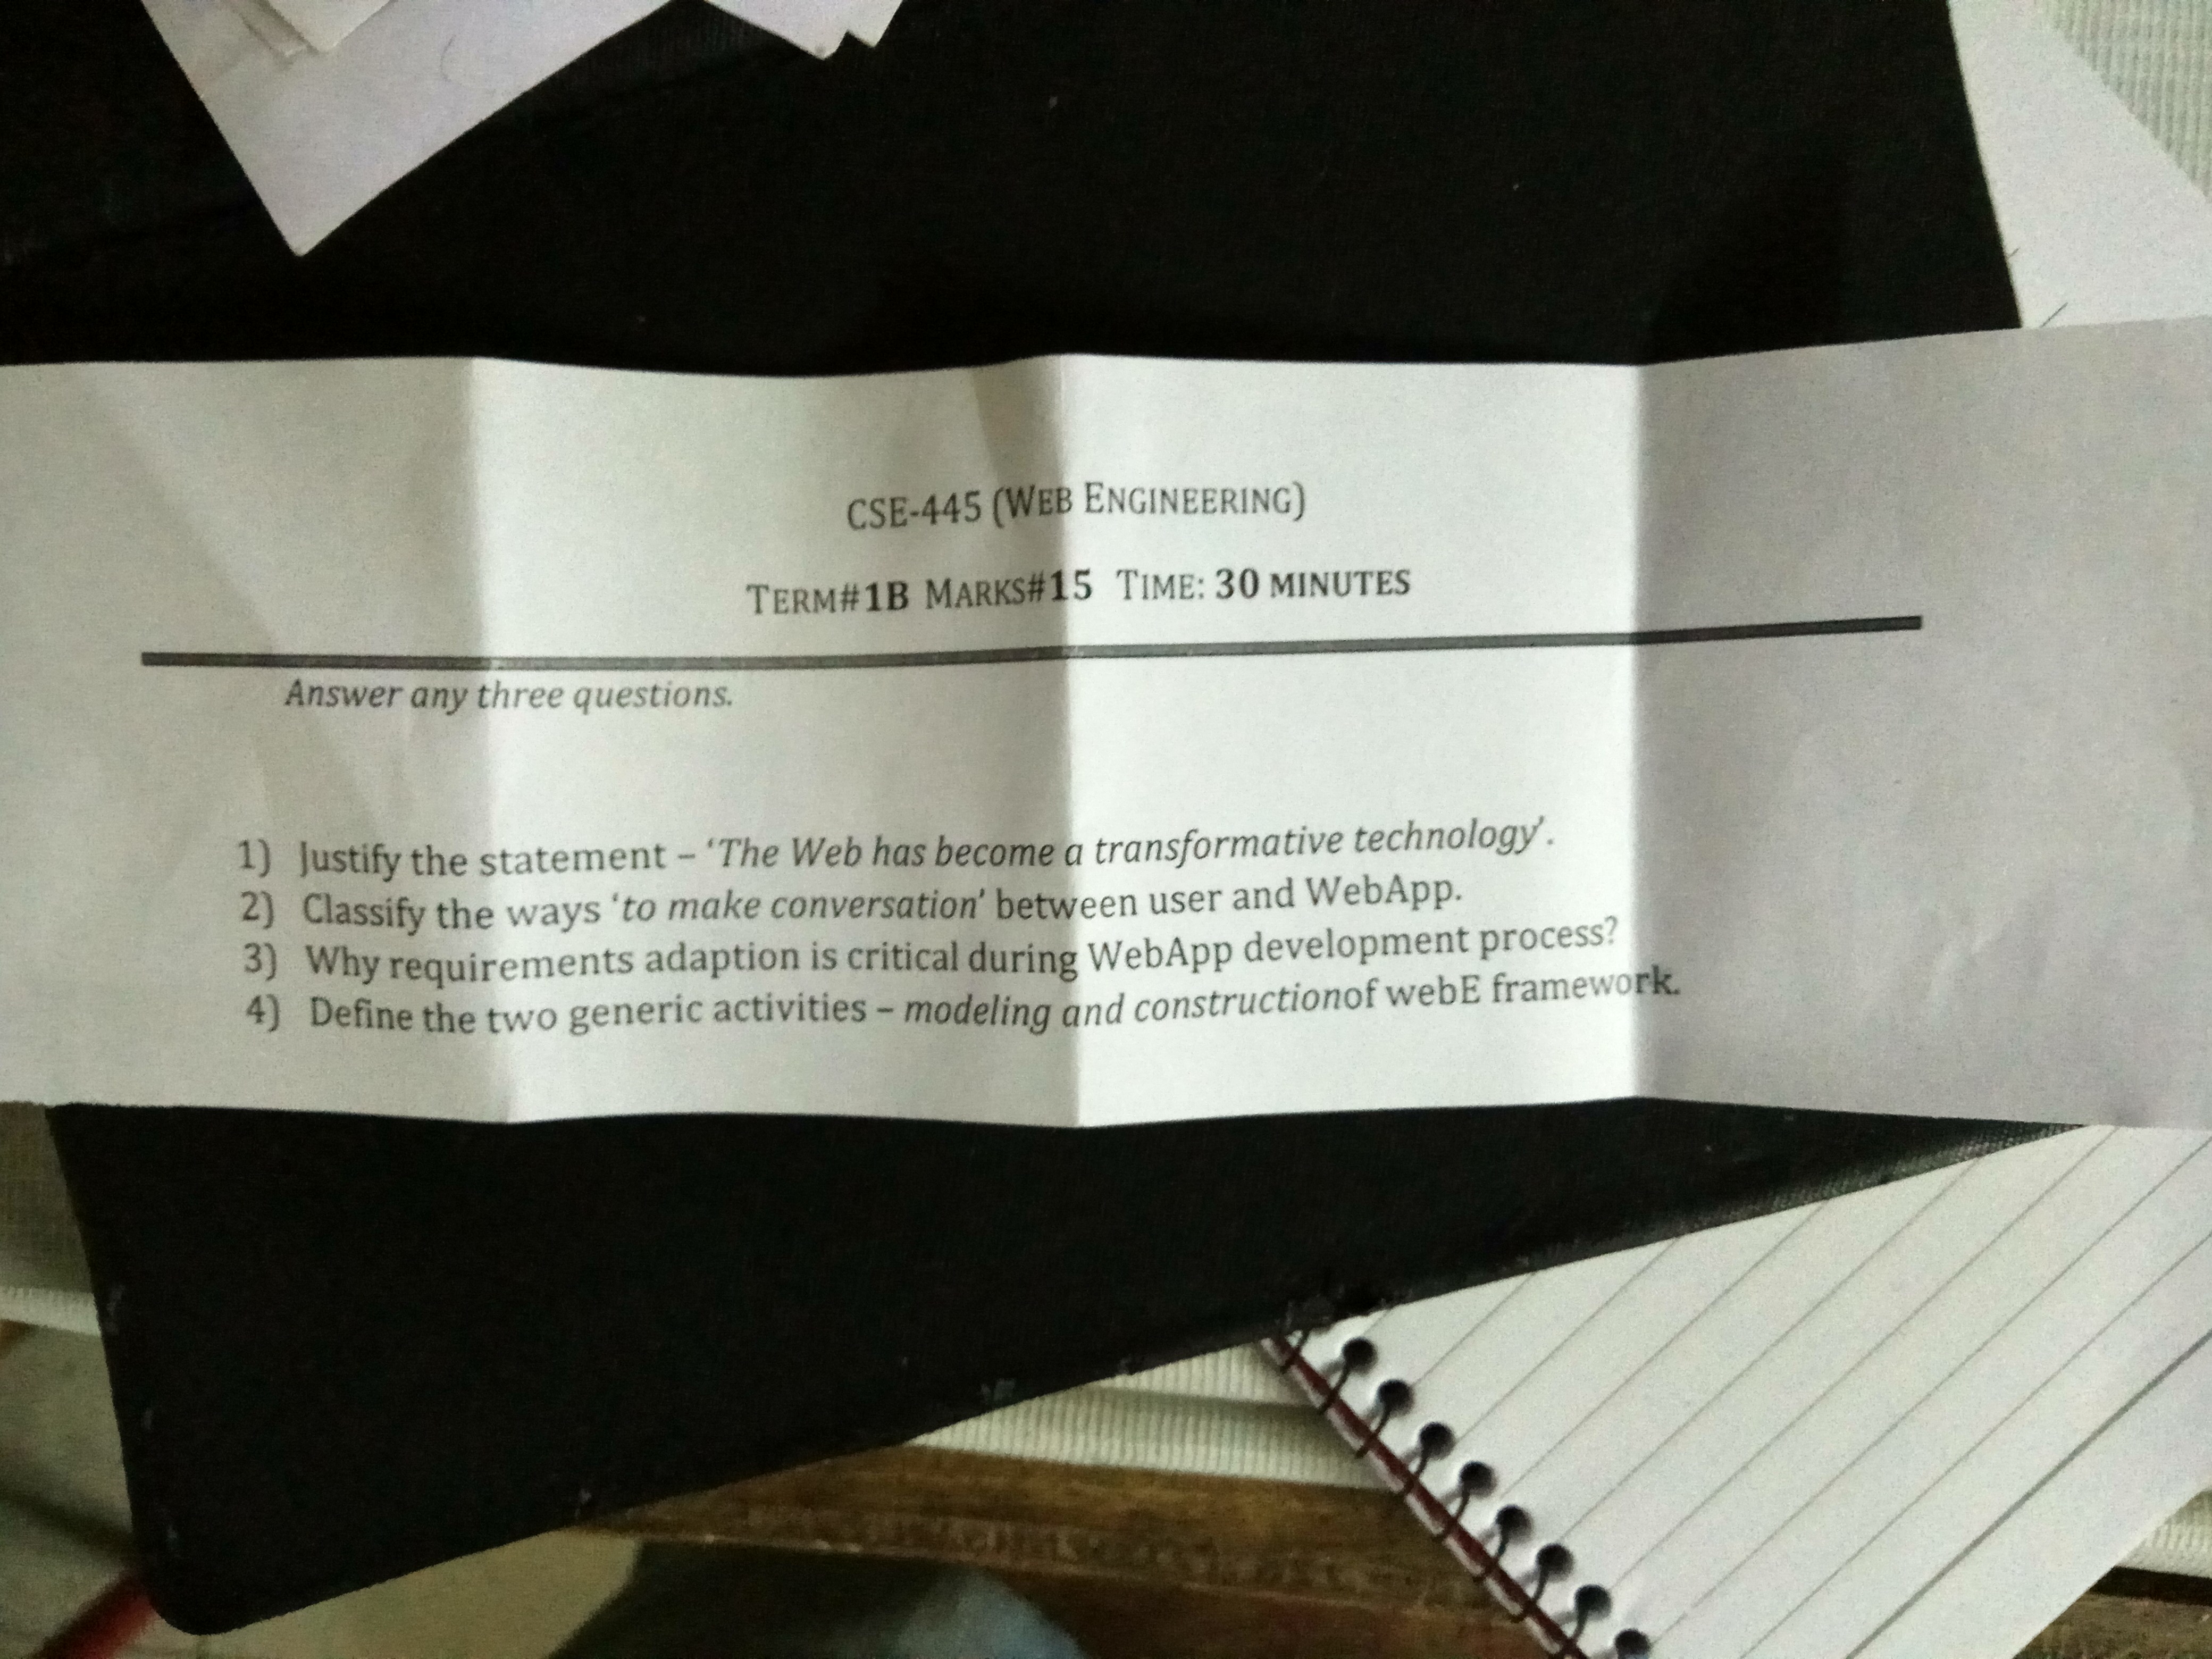 CSE-445 (WEB ENGINEERING)
TERM#1B MARKS#15 TIME: 30 MINUTES
Answer any three questions.
1) Justify the statement – ‘The Web has become a transformative technology’.
2) Classify the ways ‘to make conversation’ between user and WebApp.
3) Why requirements adaption is critical during WebApp development process?
4) Define the two generic activities – modeling and constructionof webE framework.